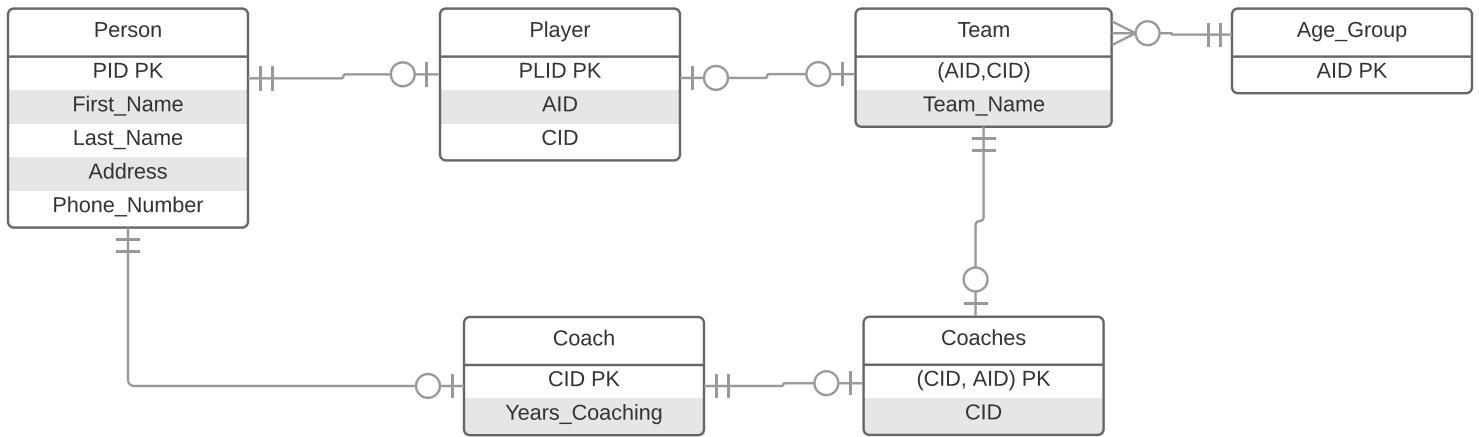 Person
PID PK
First_Name
Last_Name
Address
Phone_Number
Player
PLID PK
AID
CID
Team
(AID,CID)
Team_Name
Age_Group
AID PK
Coach
CID PK
Years_Coaching
Coaches
(CID, AID) PK
CID